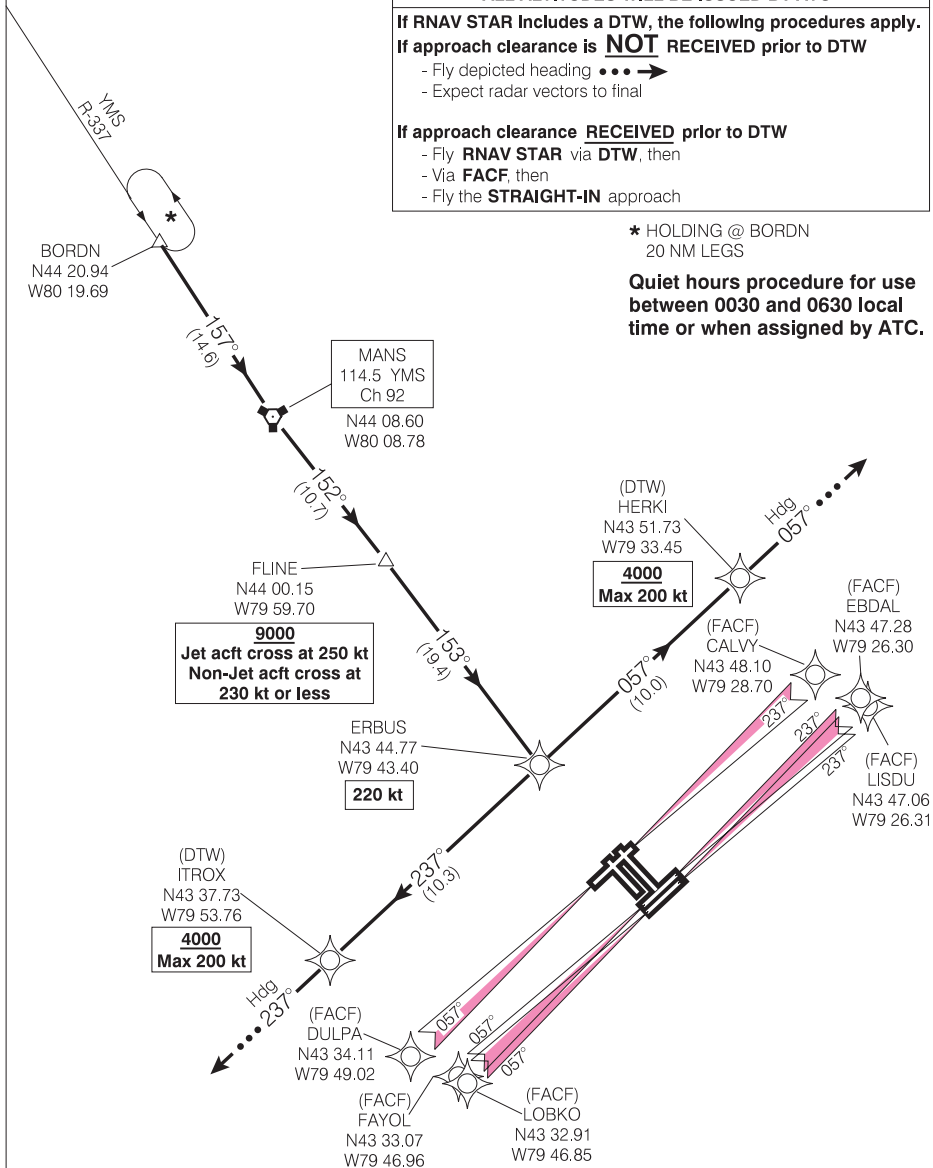 If RNAV STAR includes a DTW, the following procedures apply.
If approach clearance is NOT RECEIVED prior to DTW
- Fly depicted heading
- Expect radar vectors to final
If approach clearance RECEIVED prior to DTW
- Fly RNAV STAR via DTW, then
- Via FACF, then
- Fly the STRAIGHT-IN approach
* HOLDING @ BORDN
20 NM LEGS
Quiet hours procedure for use
between 0030 and 0630 local
time or when assigned by ATC.
YMS
R-337
*
BORDN
N44 20.94
W80 19.69
157°
(14.6)
MANS
114.5 YMS
Ch 92
N44 08.60
W80 08.78
152°
(10.7)
FLINE
N44 00.15
W79 59.70
9000
Jet acft cross at 250 kt
Non-Jet acft cross at
230 kt or less
153°
(19.4)
ERBUS
N43 44.77
W79 43.40
220 kt
057°
(10.0)
(DTW)
HERKI
N43 51.73
W79 33.45
4000
Max 200 kt
Hdg
057°
(FACF)
CALVY
N43 48.10
W79 28.70
(FACF)
EBDAL
N43 47.28
W79 26.30
(FACF)
LISDU
N43 47.06
W79 26.31
237°
237°
237°
237°
(10.3)
(DTW)
ITROX
N43 37.73
W79 53.76
4000
Max 200 kt
Hdg
237°
(FACF)
DULPA
N43 34.11
W79 49.02
057°
057°
057°
(FACF)
FAYOL
N43 33.07
W79 46.96
(FACF)
LOBKO
N43 32.91
W79 46.85